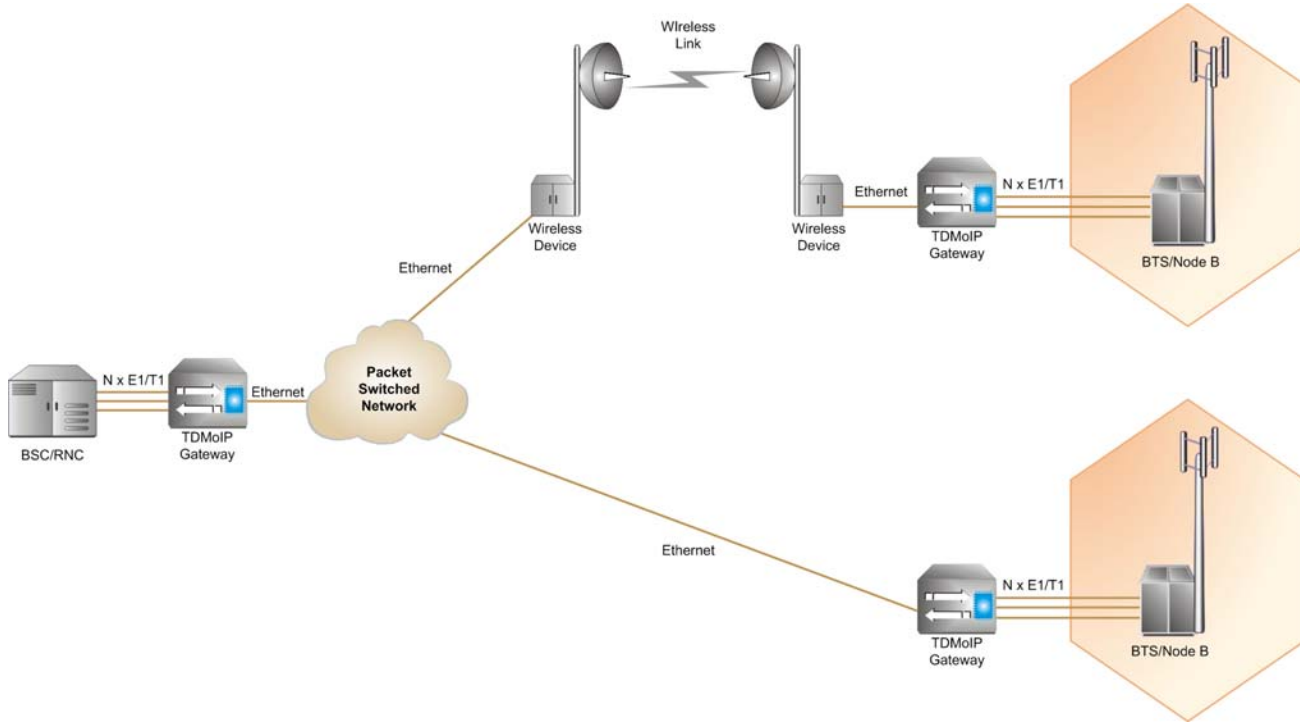 WIreless
Link
Ethernet
N x E1/T1
Wireless
Device
Wireless
Device
TDMoIP
Gateway
BTS/Node B
Ethernet
Packet
Switched
Network
N x E1/T1
Ethernet
TDMoIP
Gateway
BSC/RNC
Ethernet
N x E1/T1
TDMoIP
Gateway
BTS/Node B